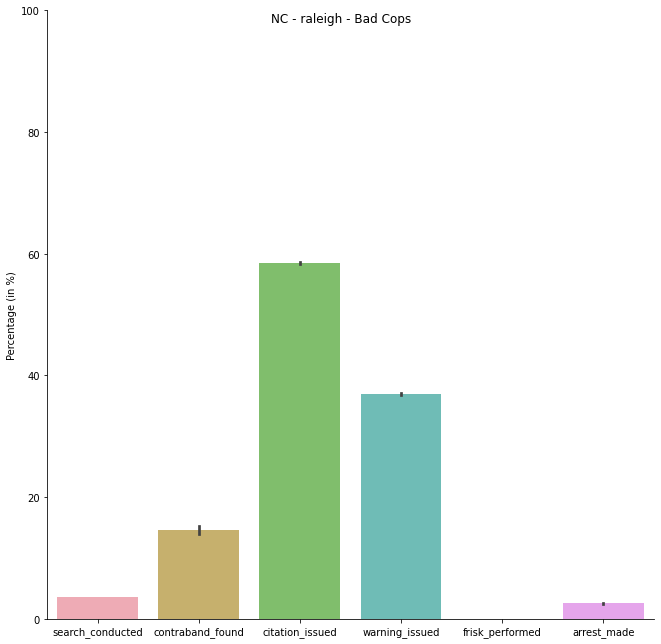 NC - raleigh - Bad Cops
Percentage (in %)
100
80
60
40
20
0
search_conducted
contraband_found
citation_issued
warning_issued
frisk_performed
arrest_made